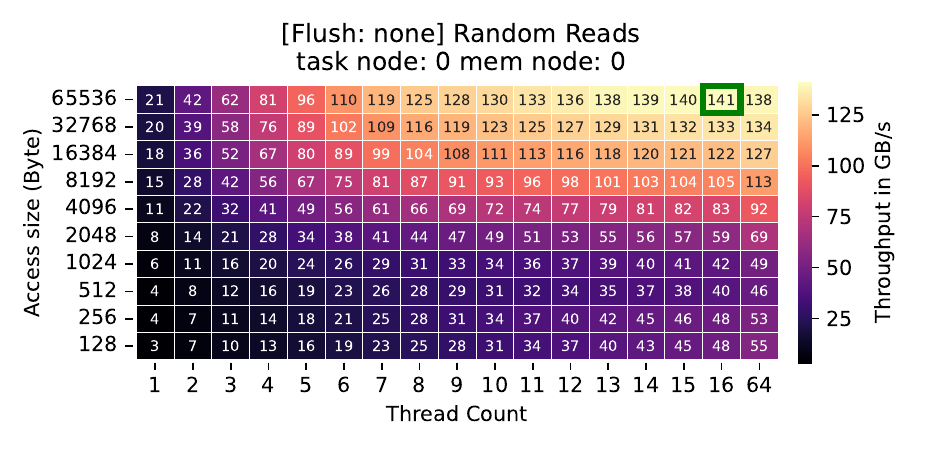 [Flush: none] Random Reads
task node: 0 mem node: 0
Access size (Byte)
65536 21 42 62 81 96 110 119 125 128 130 133 136 138 139 140 141 138
32768 20 39 58 76 89 102 109 116 119 123 125 127 129 131 132 133 134
16384 18 36 52 67 80 89 99 104 108 111 113 116 118 120 121 122 127
8192 15 28 42 56 67 75 81 87 91 93 96 98 101 103 104 105 113
4096 11 22 32 41 49 56 61 66 69 72 74 77 79 81 82 83 92
2048 8 14 21 28 34 38 41 44 47 49 51 53 55 56 57 59 69
1024 6 11 16 20 24 26 29 31 33 34 36 37 39 40 41 42 49
512 4 8 12 16 19 23 26 28 29 31 32 34 35 37 38 40 46
256 4 7 11 14 18 21 25 28 31 34 37 40 42 45 46 48 53
128 3 7 10 13 16 19 23 25 28 31 34 37 40 43 45 48 55
1 2 3 4 5 6 7 8 9 10 11 12 13 14 15 16 64
Thread Count
125
100
75
50
25
Throughput in GB/s